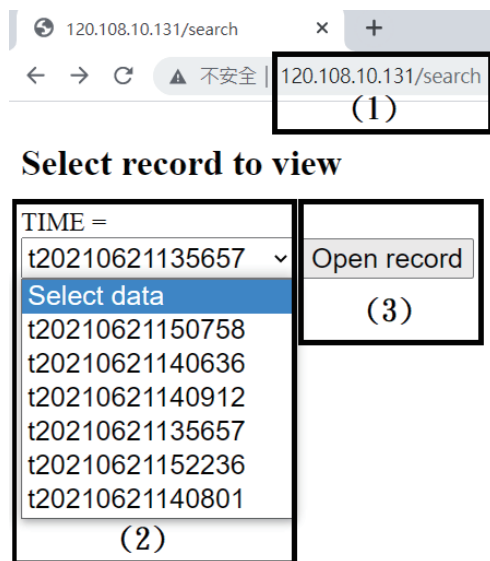 120.108.10.131/search
不安全 | 120.108.10.131/search
(1)
Select record to view
TIME =
t20210621135657 Open record
Select data
(3)
t20210621150758
t20210621140636
t20210621140912
t20210621135657
t20210621152236
t20210621140801
(2)